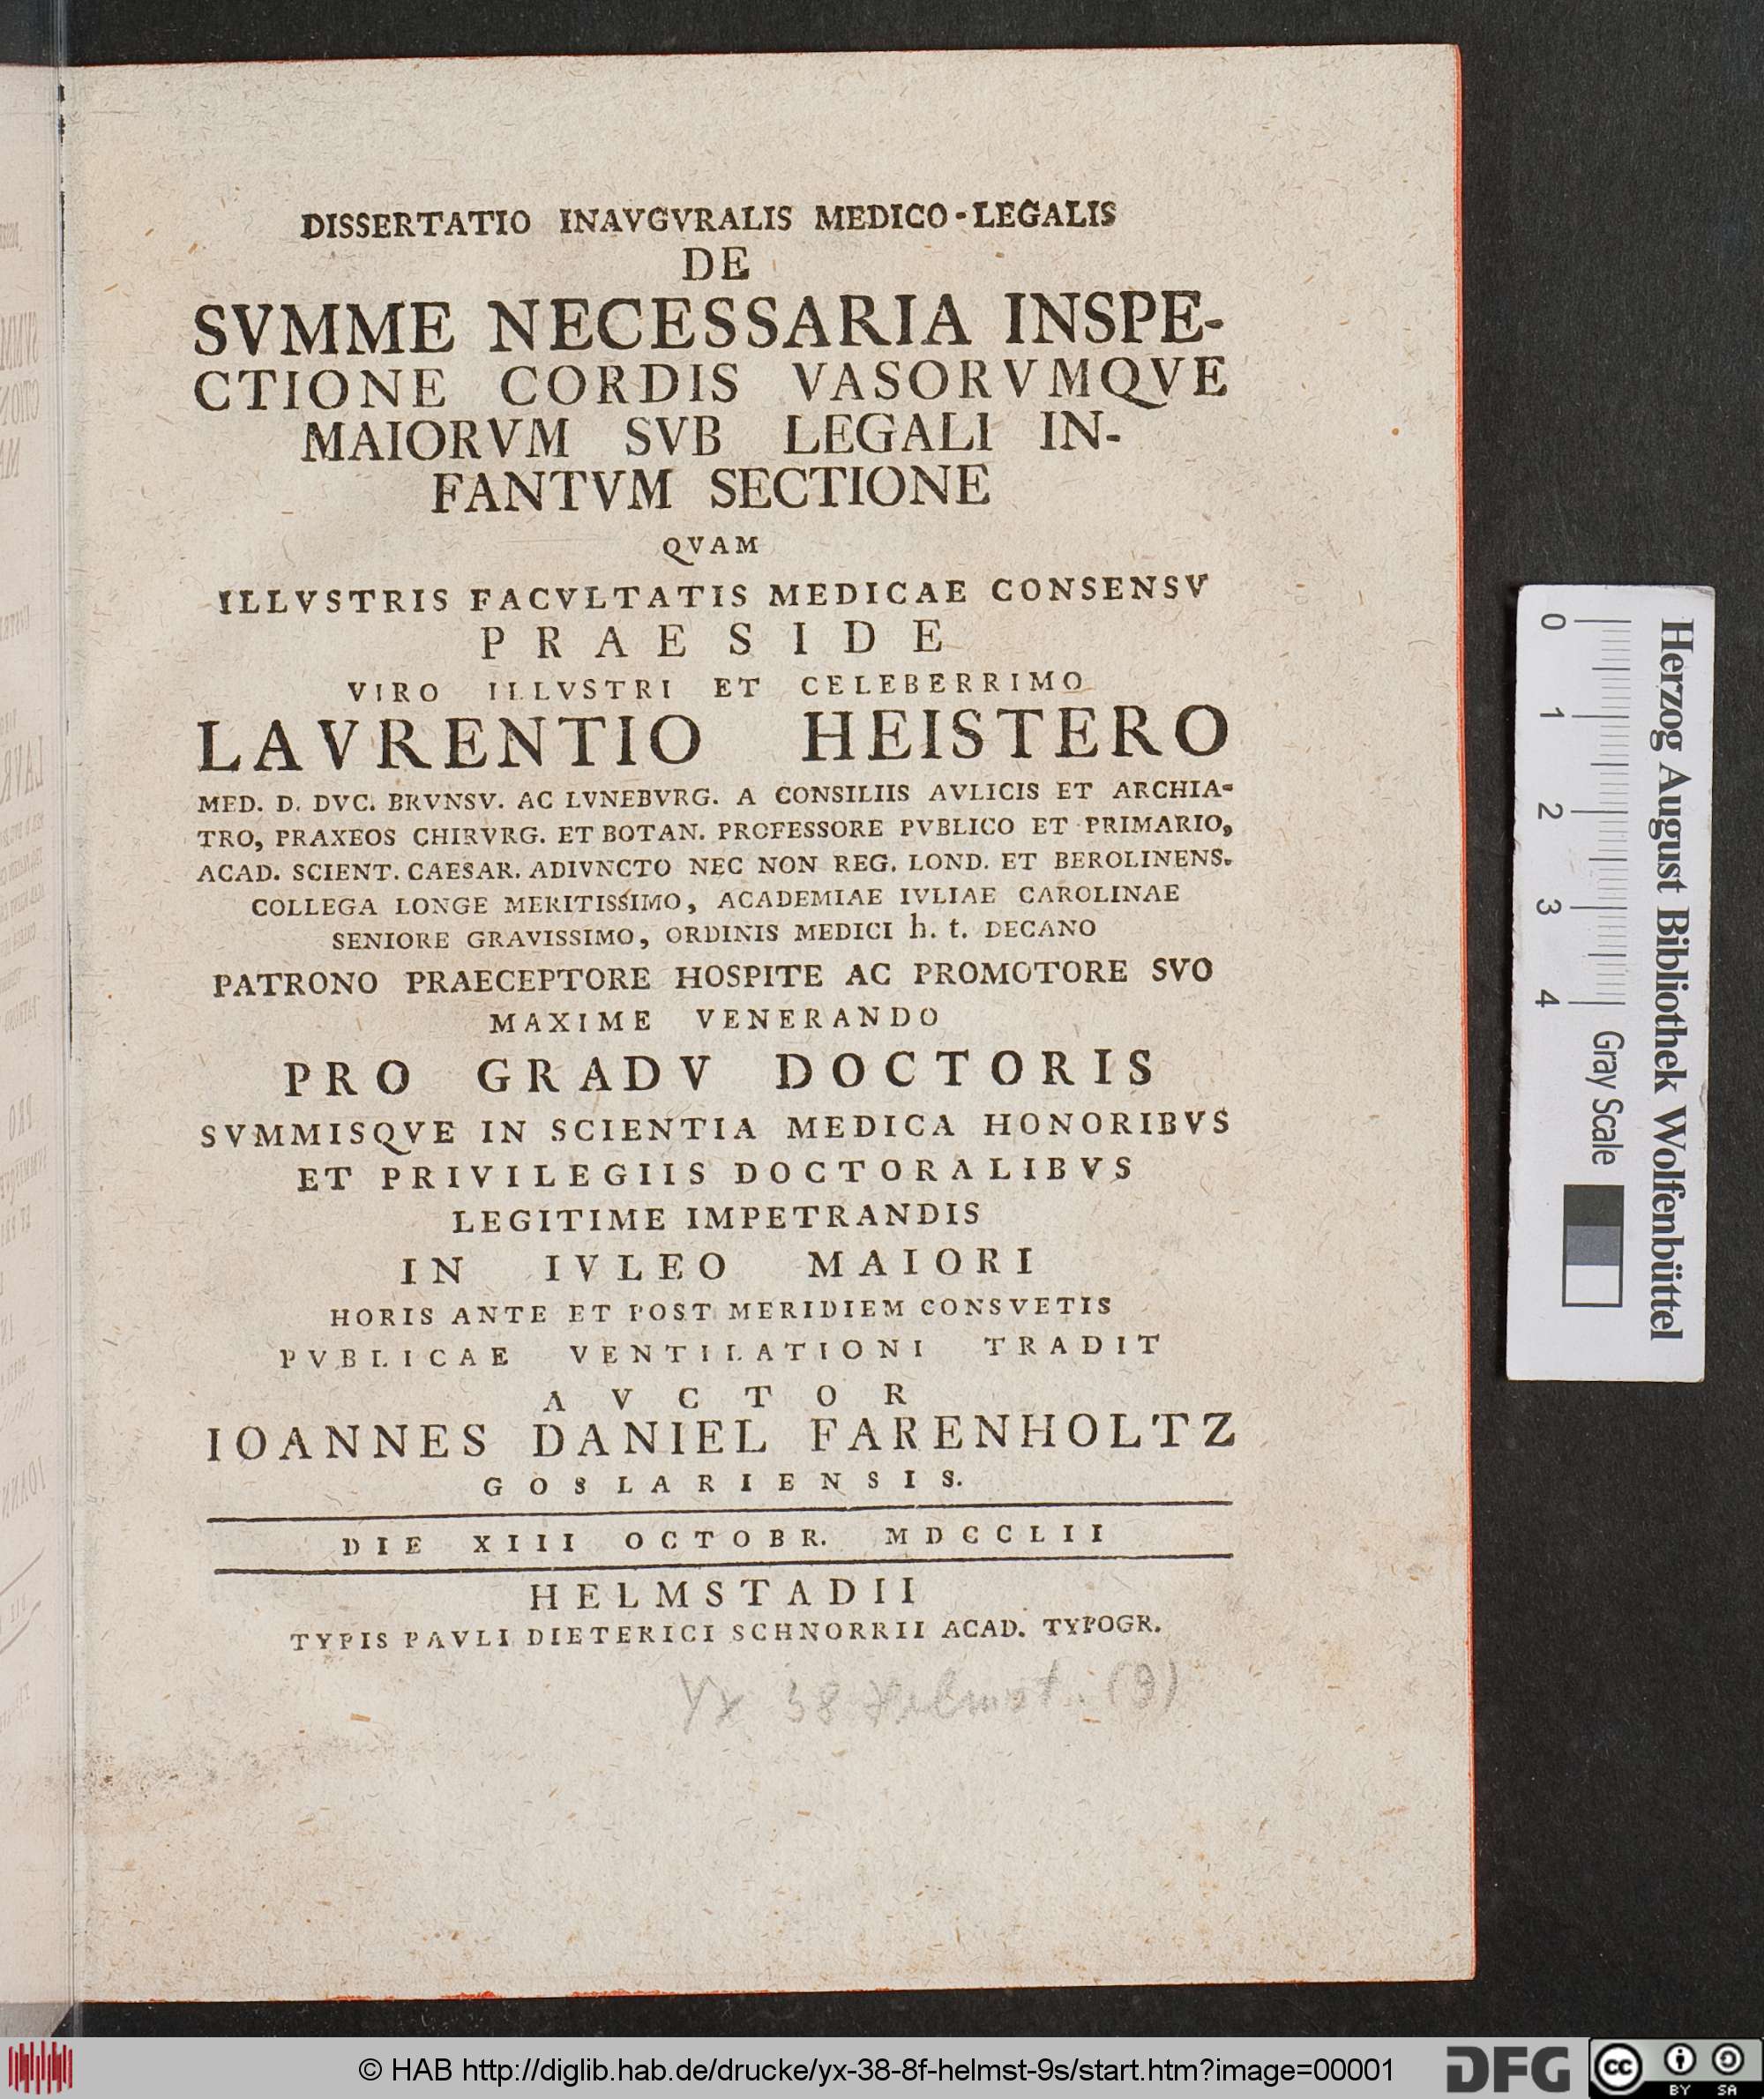 DISSERTATIO INAVGVRALIS MEDICO-LEGALIS
DE
SVMME NECESSARIA INSPE-
CTIONE CORDIS VASORVMQVE
MAIORVM SVB LEGALI IN-
FANTVM SECTIONE
QVAM
ILLVSTRIS FACVLTATIS MEDICAE CONSENSV
PRAESIDE
VIRO ILLVSTRI ET CELEBERRIMO
LAVRENTIO HEISTERO
MED. D. DVC. BRVNSV. AC LVNEBVRG. A CONSILIIS AVLICIS ET ARCHIA-
TRO, PRAXEOS CHIRVRG. ET BOTAN. PROFESSORE PVBLICO ET PRIMARIO,
ACAD. SCIENT. CAESAR. ADIVNCTO NEC NON REG. LOND. ET BEROLINENS.
COLLEGA LONGE MERITISSIMO, ACADEMIAE IVLIAE CAROLINAE
SENIORE GRAVISSIMO, ORDINIS MEDICI h. t. DECANO
PATRONO PRAECEPTORE HOSPITE AC PROMOTORE SVO
MAXIME VENERANDO
PRO GRADV DOCTORIS
SVMMISQVE IN SCIENTIA MEDICA HONORIBVS
ET PRIVILEGIIS DOCTORALIBVS
LEGITIME IMPETRANDIS
IN IVLEO MAIORI
HORIS ANTE ET POST MERIDIEM CONSVETIS
PVBLICAE VENTILATIONI TRADIT
AVCTOR
IOANNES DANIEL FARENHOLTZ
GOSLARIENSIS.
DIE XIII OCTOBR. MDCCLII
HELMSTADII
TYPIS PAVLI DIETERICI SCHNORRII ACAD. TYPOGR.
Yx 38 Helmst. (9)
Herzog August Bibliothek Wolfenbüttel
0 1 2 3 4 Gray Scale
© HAB http://diglib.hab.de/drucke/yx-38-8f-helmst-9s/start.htm?image=00001
DFG
cc BY SA